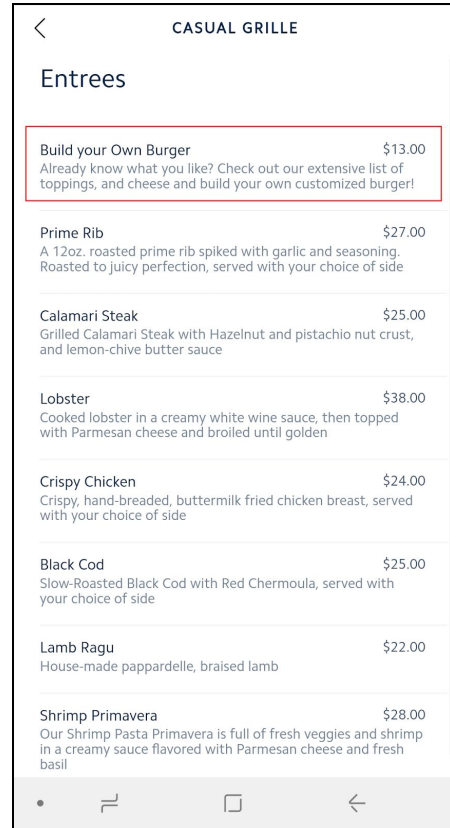 CASUAL GRILLE
Entrees
Build your Own Burger $13.00
Already know what you like? Check out our extensive list of
toppings, and cheese and build your own customized burger!
Prime Rib $27.00
A 12oz. roasted prime rib spiked with garlic and seasoning.
Roasted to juicy perfection, served with your choice of side
Calamari Steak $25.00
Grilled Calamari Steak with Hazelnut and pistachio nut crust,
and lemon-chive butter sauce
Lobster $38.00
Cooked lobster in a creamy white wine sauce, then topped
with Parmesan cheese and broiled until golden
Crispy Chicken $24.00
Crispy, hand-breaded, buttermilk fried chicken breast, served
with your choice of side
Black Cod $25.00
Slow-Roasted Black Cod with Red Chermoula, served with
your choice of side
Lamb Ragu $22.00
House-made pappardelle, braised lamb
Shrimp Primavera $28.00
Our Shrimp Pasta Primavera is full of fresh veggies and shrimp
in a creamy sauce flavored with Parmesan cheese and fresh
basil